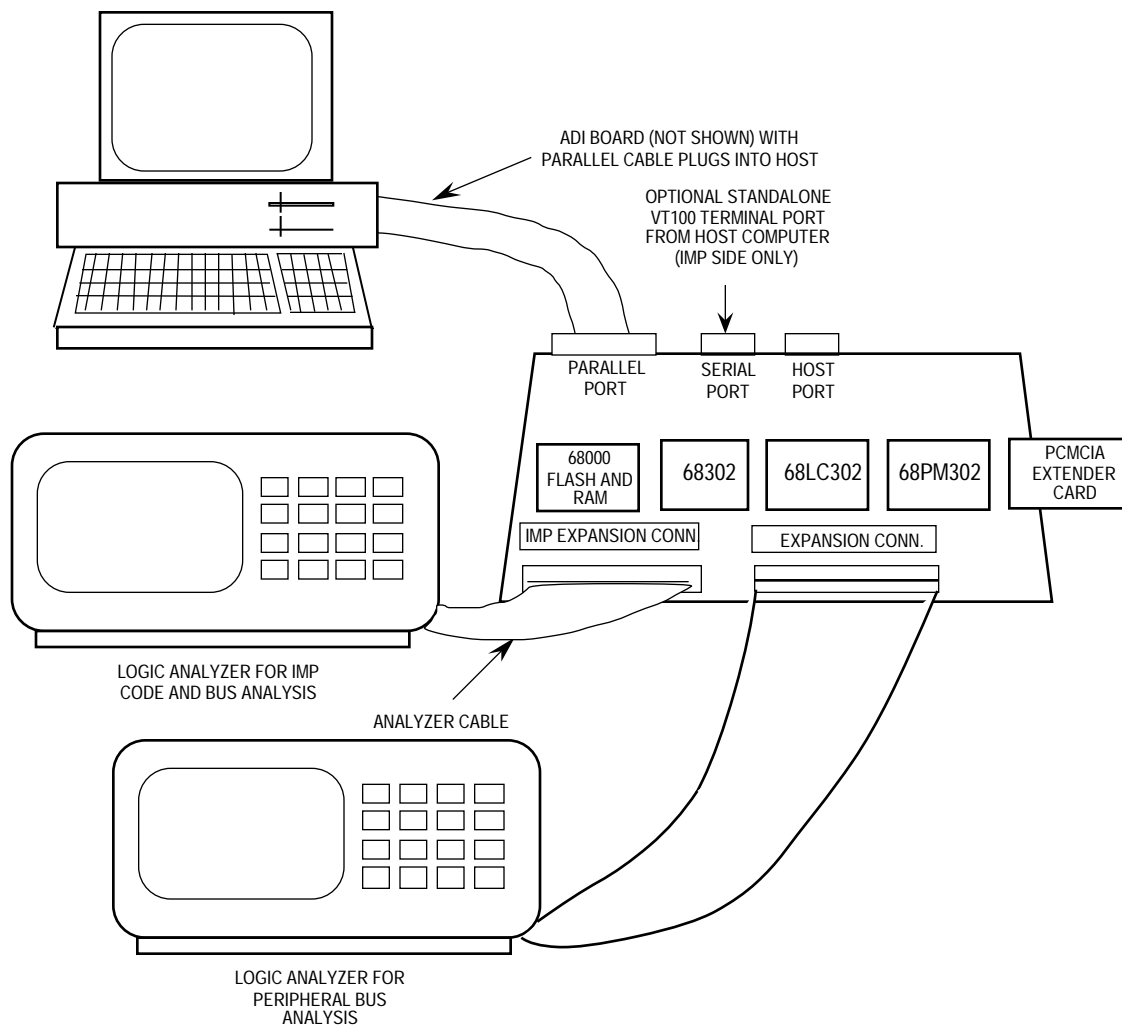 ADI BOARD (NOT SHOWN) WITH
PARALLEL CABLE PLUGS INTO HOST
OPTIONAL STANDALONE
VT100 TERMINAL PORT
FROM HOST COMPUTER
(IMP SIDE ONLY)
PARALLEL
PORT
SERIAL
PORT
HOST
PORT
68000
FLASH AND
RAM
68302
68LC302
68PM302
PCMCIA
EXTENDER
CARD
IMP EXPANSION CONN.
EXPANSION CONN.
LOGIC ANALYZER FOR IMP
CODE AND BUS ANALYSIS
ANALYZER CABLE
LOGIC ANALYZER FOR
PERIPHERAL BUS
ANALYSIS